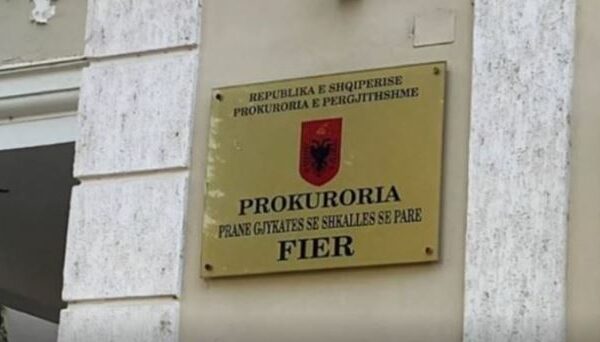 REPUBLIKA E SHQIPERISE
PROKURORIA E PERGJITHSHME
PROKURORIA
PRANE GJYKATES SE SHKALLES SE PARE
FIER